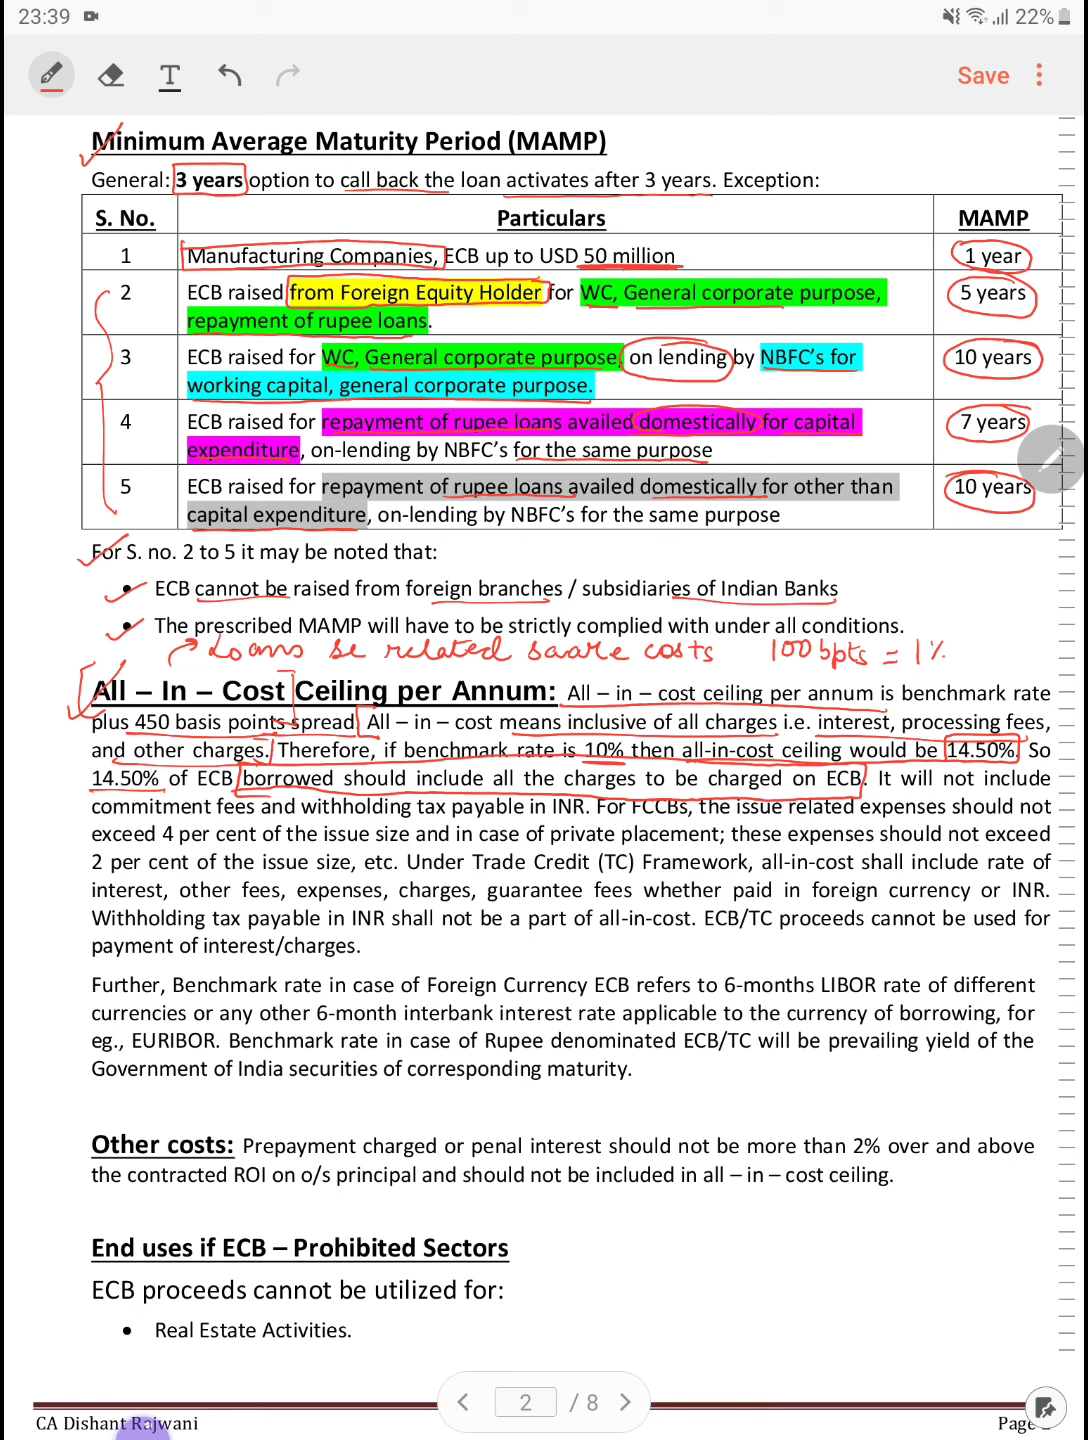 23:39 22%
T Save
Minimum Average Maturity Period (MAMP)
General: 3 years option to call back the loan activates after 3 years. Exception:
S. No. Particulars MAMP
1 Manufacturing Companies, ECB up to USD 50 million 1 year
2 ECB raised from Foreign Equity Holder for WC, General corporate purpose, 5 years
repayment of rupee loans.
3 ECB raised for WC, General corporate purpose, on lending by NBFC's for 10 years
working capital, general corporate purpose.
4 ECB raised for repayment of rupee loans availed domestically for capital 7 years
expenditure, on-lending by NBFC's for the same purpose
5 ECB raised for repayment of rupee loans availed domestically for other than 10 years
capital expenditure, on-lending by NBFC's for the same purpose
For S. no. 2 to 5 it may be noted that:
• ECB cannot be raised from foreign branches / subsidiaries of Indian Banks
• The prescribed MAMP will have to be strictly complied with under all conditions.
Loans se related saare costs 100 bpts = 1%
All – In – Cost Ceiling per Annum: All – in – cost ceiling per annum is benchmark rate
plus 450 basis points spread. All – in – cost means inclusive of all charges i.e. interest, processing fees,
and other charges. Therefore, if benchmark rate is 10% then all-in-cost ceiling would be 14.50%. So
14.50% of ECB borrowed should include all the charges to be charged on ECB. It will not include
commitment fees and withholding tax payable in INR. For FCCBs, the issue related expenses should not
exceed 4 per cent of the issue size and in case of private placement; these expenses should not exceed
2 per cent of the issue size, etc. Under Trade Credit (TC) Framework, all-in-cost shall include rate of
interest, other fees, expenses, charges, guarantee fees whether paid in foreign currency or INR.
Withholding tax payable in INR shall not be a part of all-in-cost. ECB/TC proceeds cannot be used for
payment of interest/charges.
Further, Benchmark rate in case of Foreign Currency ECB refers to 6-months LIBOR rate of different
currencies or any other 6-month interbank interest rate applicable to the currency of borrowing, for
eg., EURIBOR. Benchmark rate in case of Rupee denominated ECB/TC will be prevailing yield of the
Government of India securities of corresponding maturity.
Other costs: Prepayment charged or penal interest should not be more than 2% over and above
the contracted ROI on o/s principal and should not be included in all – in – cost ceiling.
End uses if ECB – Prohibited Sectors
ECB proceeds cannot be utilized for:
• Real Estate Activities.
< 2 / 8 >
CA Dishant Rajwani Page